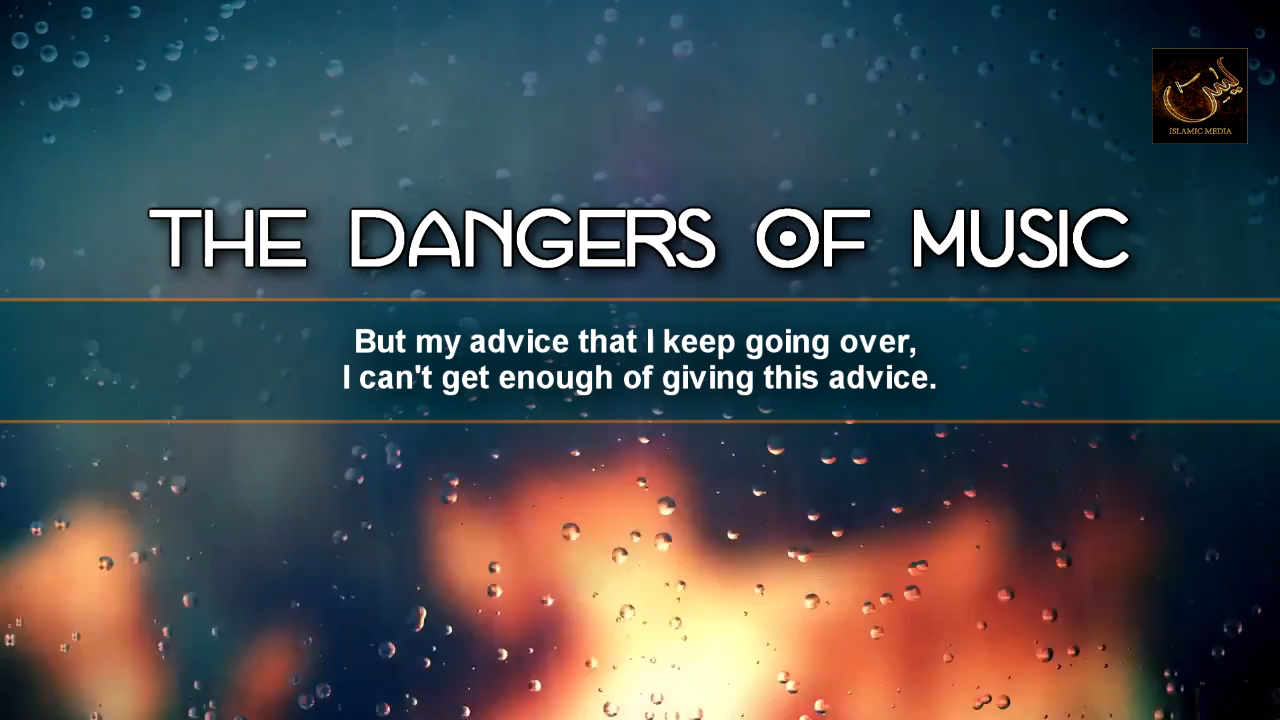 يس
ISLAMIC MEDIA
THE DANGERS OF MUSIC
But my advice that I keep going over,
I can't get enough of giving this advice.